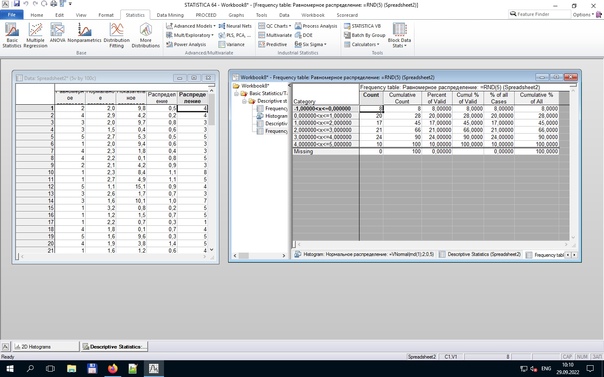 STATISTICA 64 - Workbook8* - [Frequency table: Равномерное распределение: =RND(5) (Spreadsheet2)]
Home Edit View Insert Format Statistics Data Mining PROCEED Graphs Tools Data Workbook Scorecard Feature Finder Options
Basic Statistics Multiple Regression ANOVA Nonparametrics Distribution Fitting More Distributions
Advanced Models Neural Nets QC Charts Process Analysis STATISTICA VB
Mult/Exploratory PLS, PCA, ... Multivariate DOE Batch By Group
Power Analysis Variance Predictive Six Sigma Calculators Block Data Stats
Base Advanced/Multivariate Industrial Statistics Tools
Data: Spreadsheet2* (5v by 100c)
1 2 2,0 9,8 0,5 4
2 4 2,9 4,2 0,2 4
3 3 2,0 9,7 0,8 3
4 3 1,5 0,4 0,6 3
5 3 2,7 5,3 0,5 5
6 1 2,0 9,4 0,6 3
7 4 2,3 1,8 0,4 3
8 4 2,2 0,1 0,8 5
9 2 2,1 4,2 0,9 3
10 1 2,3 8,4 1,1 8
11 1 2,7 4,9 1,1 5
12 5 1,1 15,1 0,9 4
13 3 2,6 1,7 0,7 3
14 3 1,6 10,1 1,0 7
15 1 3,2 0,8 0,2 5
16 1 1,2 1,5 0,7 5
17 1 2,2 0,7 0,3 1
18 4 1,8 0,1 0,7 4
19 5 1,6 9,6 0,3 5
20 4 1,9 3,8 1,4 5
21 1 1,6 1,2 0,6 4
Workbook8* - Frequency table: Равномерное распределение: =RND(5) (Spreadsheet2)
Workbook8*
Basic Statistics/T
Descriptive st
Frequency
Histogram
Descriptiv
Frequency
Frequency table: Равномерное распределение: =RND(5) (Spreadsheet2)
Category Count Cumulative Count Percent of Valid Cumul % of Valid % of all Cases Cumulative % of All
-1,00000<x<=0,000000 8 8 8,00000 8,0000 8,00000 8,0000
0,000000<x<=1,000000 20 28 20,00000 28,0000 20,00000 28,0000
1,000000<x<=2,000000 17 45 17,00000 45,0000 17,00000 45,0000
2,000000<x<=3,000000 21 66 21,00000 66,0000 21,00000 66,0000
3,000000<x<=4,000000 24 90 24,00000 90,0000 24,00000 90,0000
4,000000<x<=5,000000 10 100 10,00000 100,0000 10,00000 100,0000
Missing 0 100 0,00000 0,00000 100,0000
Histogram: Нормальное распределение: =VNormal(rnd(1);2;0,5) Descriptive Statistics (Spreadsheet2) Frequency tabl
2D Histograms Descriptive Statistics:...
Ready Spreadsheet2 C1,V1 8 CAP NUM
10:10
29.09.2022